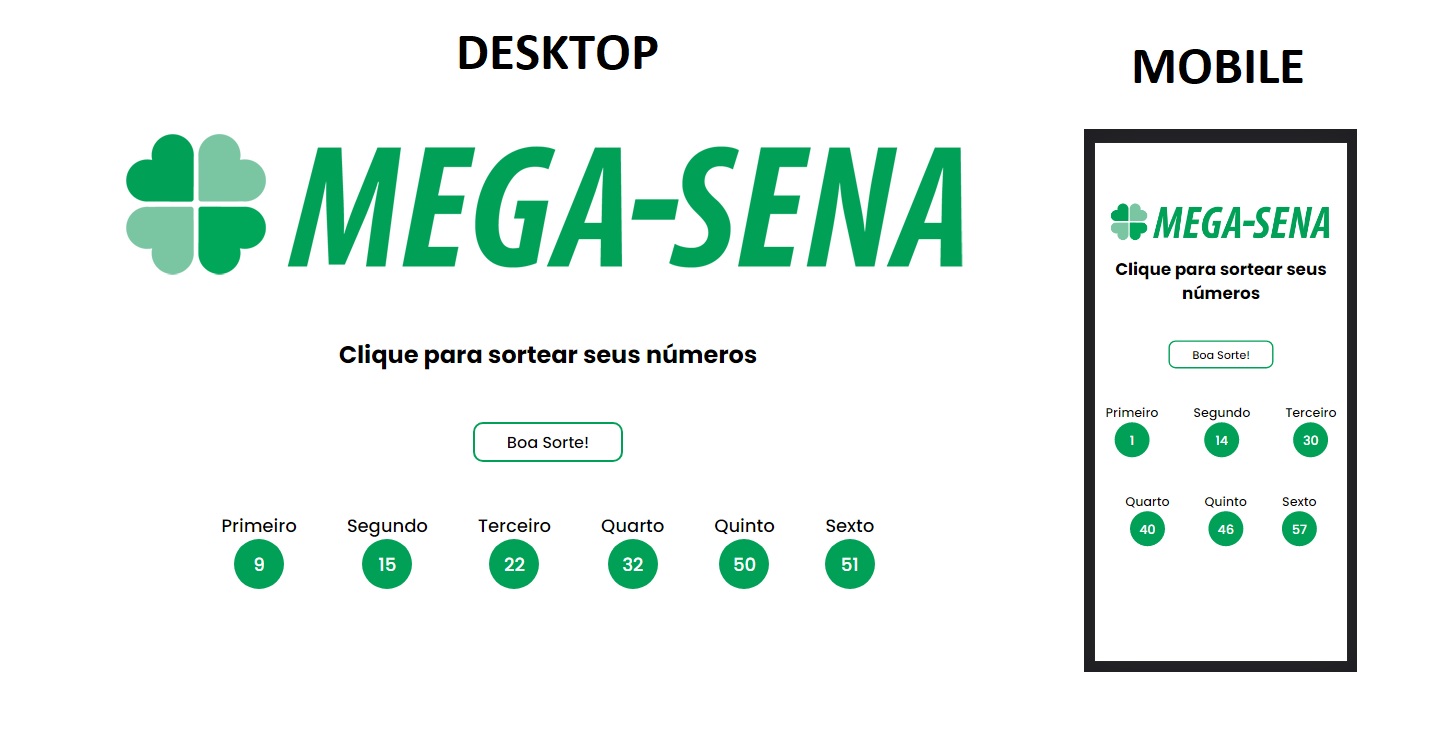 DESKTOP
MEGA-SENA
Clique para sortear seus números
Boa Sorte!
Primeiro Segundo Terceiro Quarto Quinto Sexto
9 15 22 32 50 51
MOBILE
MEGA-SENA
Clique para sortear seus
números
Boa Sorte!
Primeiro Segundo Terceiro
1 14 30
Quarto Quinto Sexto
40 46 57